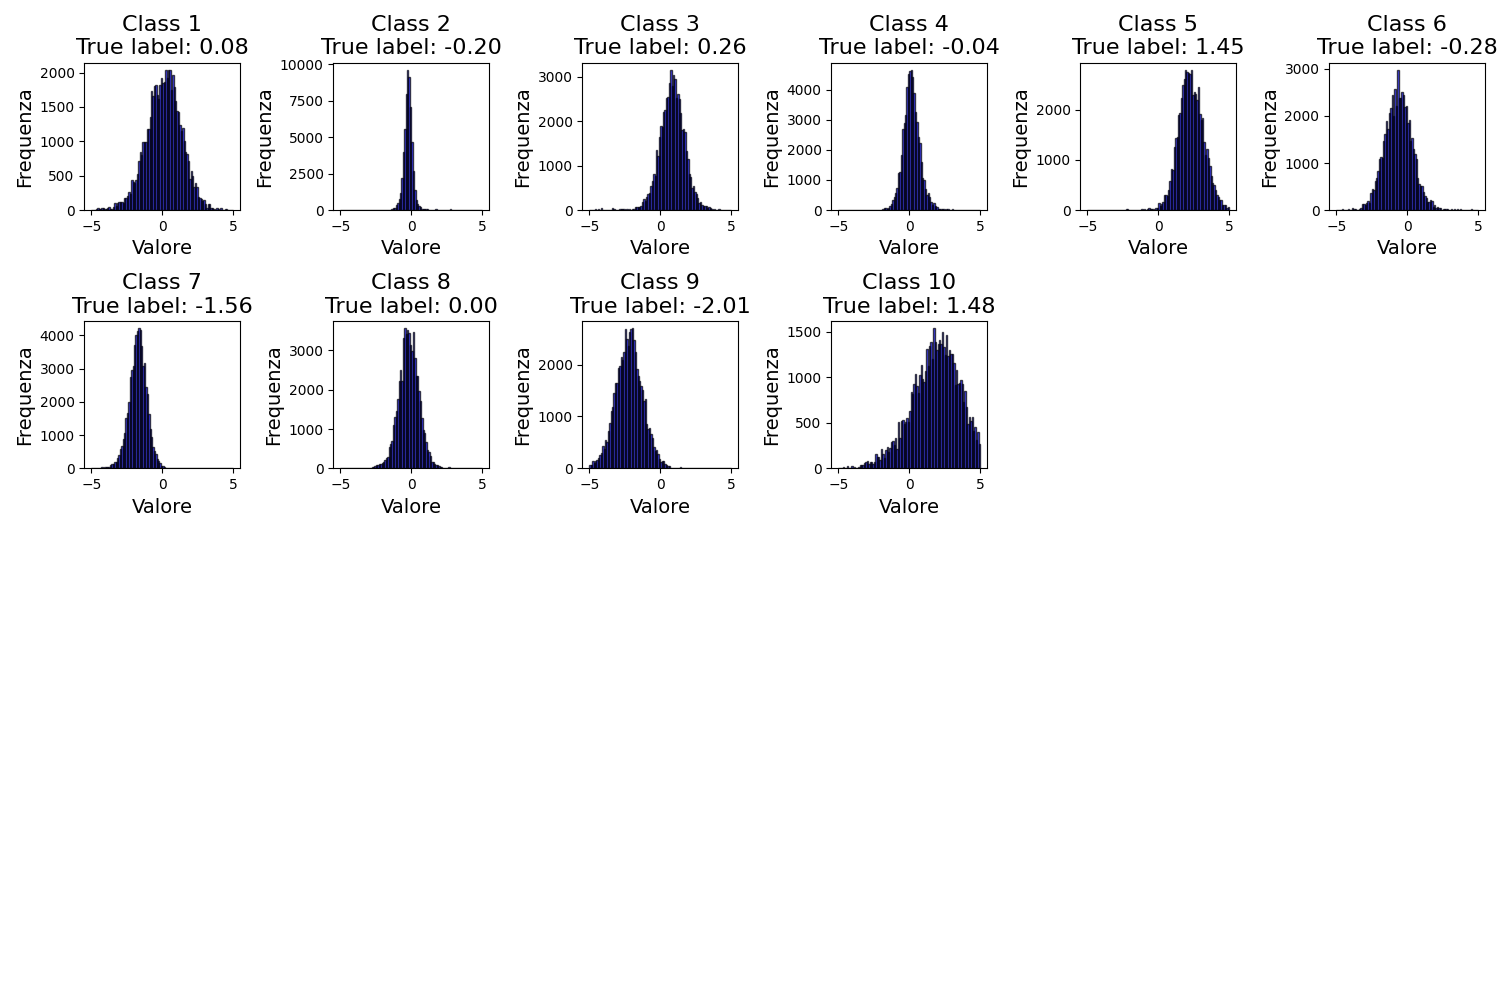 Class 1
True label: 0.08
Class 2
True label: -0.20
Class 3
True label: 0.26
Class 4
True label: -0.04
Class 5
True label: 1.45
Class 6
True label: -0.28
Frequenza
2000
1500
1000
500
0
−5 0 5
Valore
Frequenza
10000
7500
5000
2500
0
−5 0 5
Valore
Frequenza
3000
2000
1000
0
−5 0 5
Valore
Frequenza
4000
3000
2000
1000
0
−5 0 5
Valore
Frequenza
2000
1000
0
−5 0 5
Valore
Frequenza
3000
2000
1000
0
−5 0 5
Valore
Class 7
True label: -1.56
Class 8
True label: 0.00
Class 9
True label: -2.01
Class 10
True label: 1.48
Frequenza
4000
3000
2000
1000
0
−5 0 5
Valore
Frequenza
3000
2000
1000
0
−5 0 5
Valore
Frequenza
2000
1000
0
−5 0 5
Valore
Frequenza
1500
1000
500
0
−5 0 5
Valore